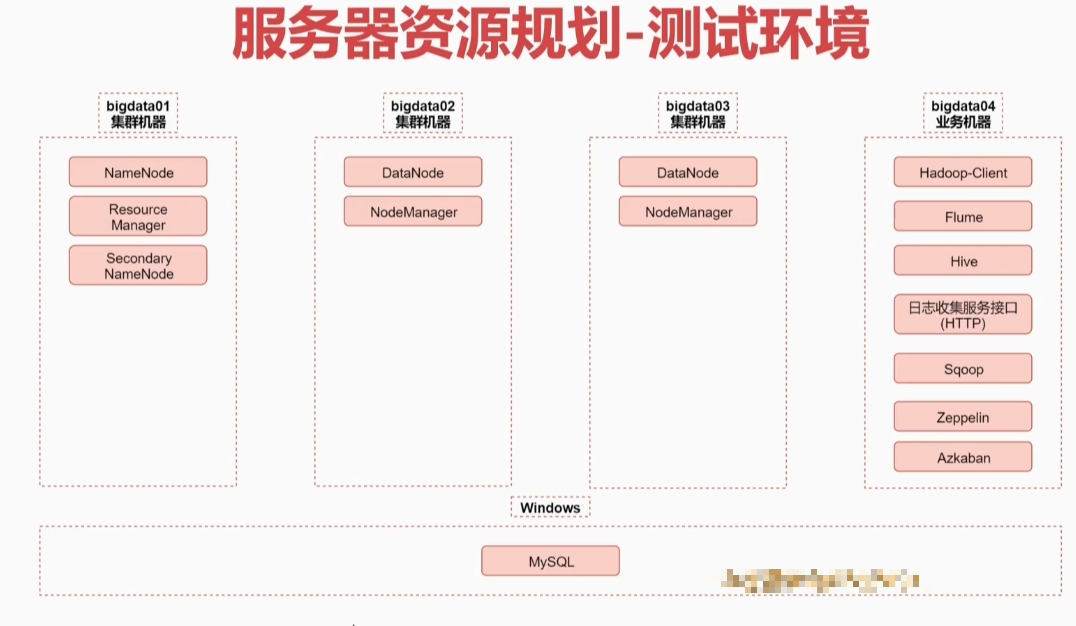 服务器资源规划-测试环境
bigdata01
集群机器
NameNode
Resource
Manager
Secondary
NameNode
bigdata02
集群机器
DataNode
NodeManager
bigdata03
集群机器
DataNode
NodeManager
bigdata04
业务机器
Hadoop-Client
Flume
Hive
日志收集服务接口
(HTTP)
Sqoop
Zeppelin
Azkaban
Windows
MySQL